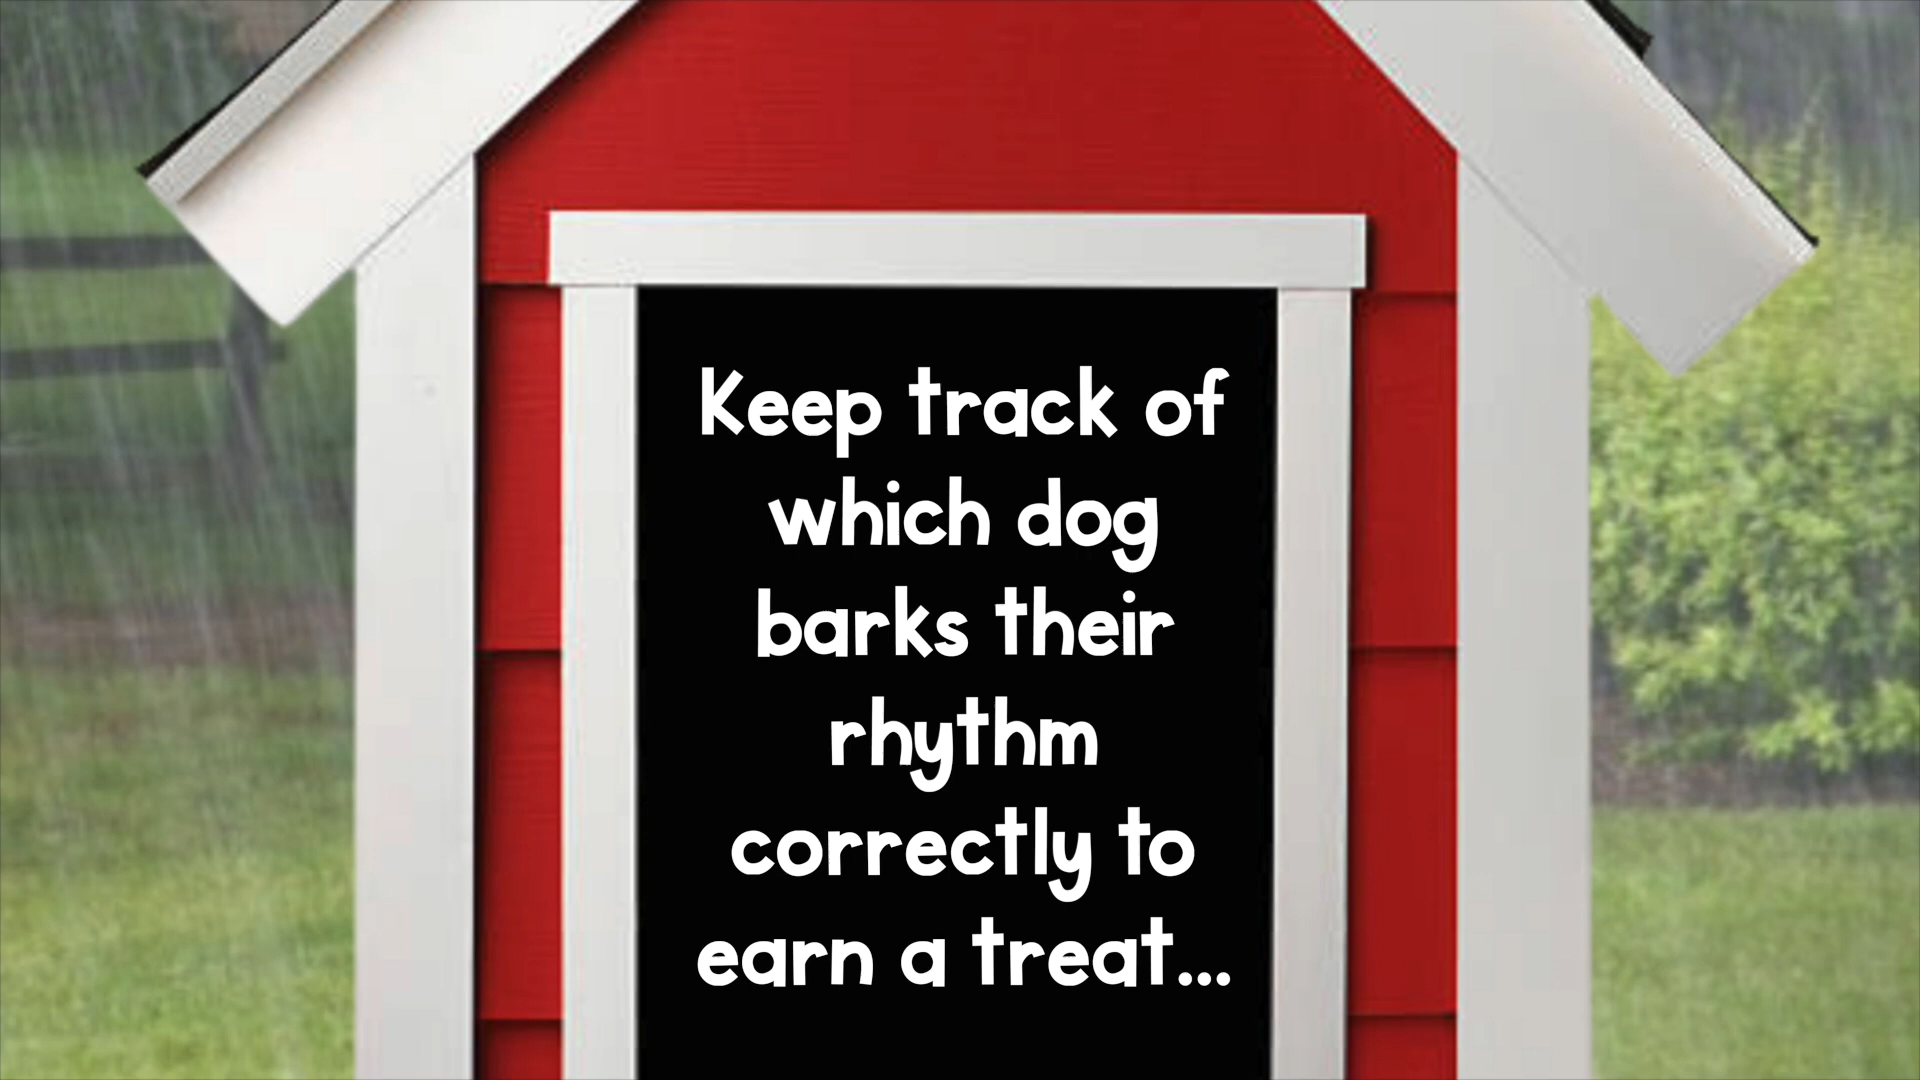 Keep track of
which dog
barks their
rhythm
correctly to
earn a treat...